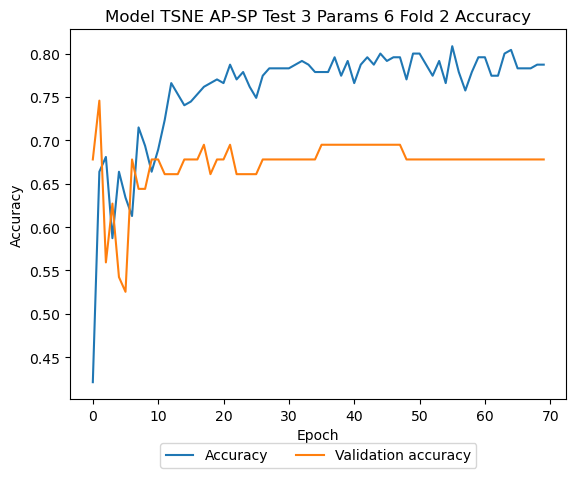 Model TSNE AP-SP Test 3 Params 6 Fold 2 Accuracy
0.80
0.75
0.70
0.65
0.60
0.55
0.50
0.45
Accuracy
0 10 20 30 40 50 60 70
Epoch
Accuracy Validation accuracy